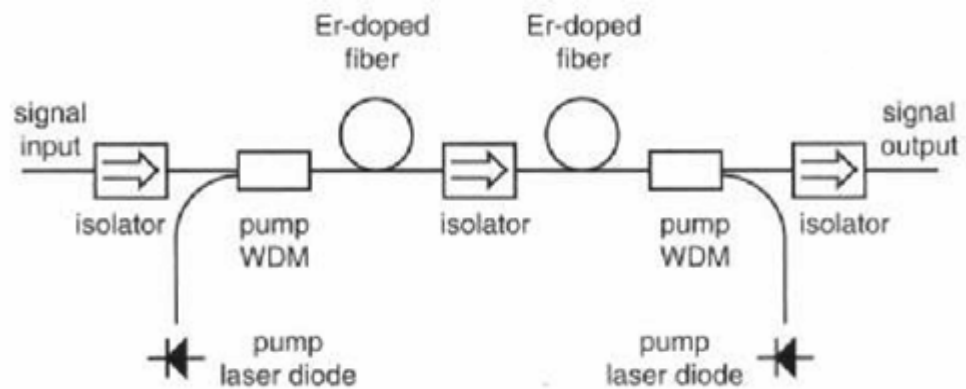 Er-doped
fiber
Er-doped
fiber
signal
input
signal
output
isolator
pump
WDM
isolator
pump
WDM
isolator
pump
laser diode
pump
laser diode